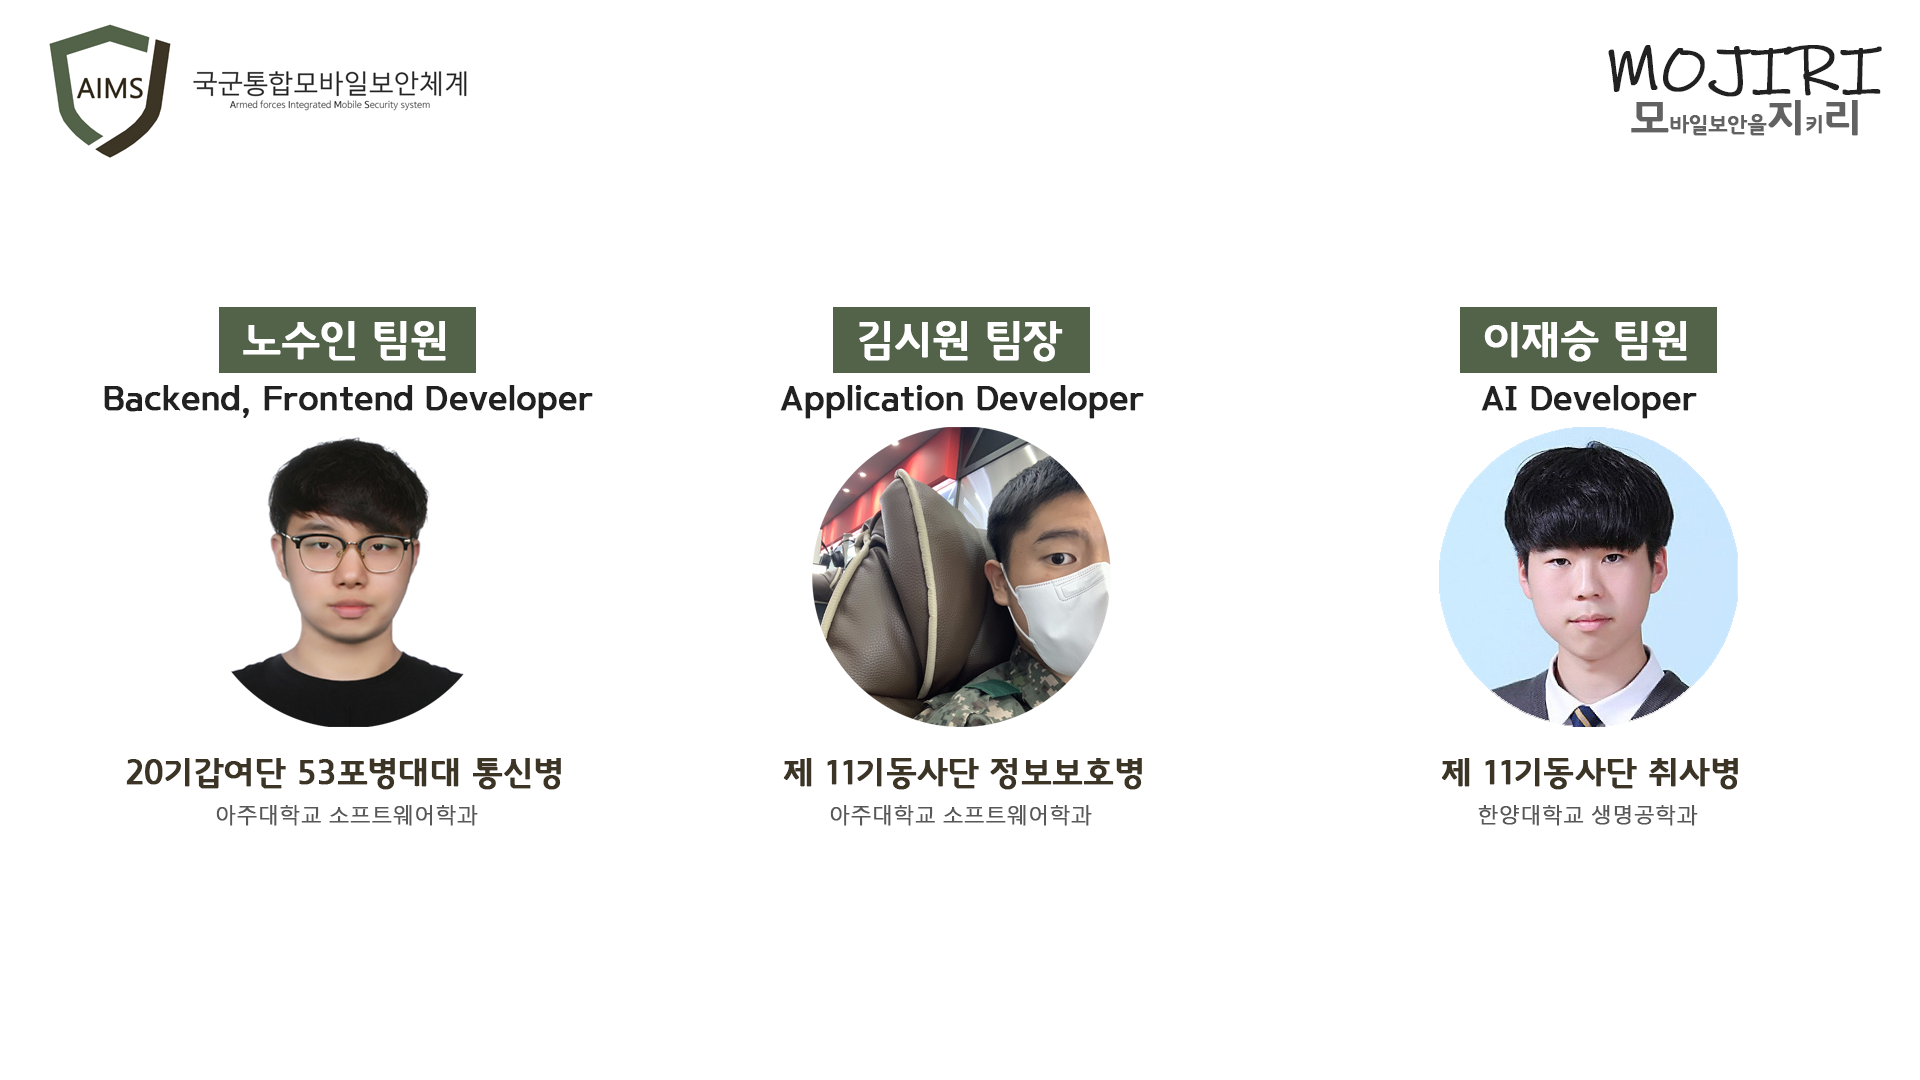 AIMS
국군통합모바일보안체계
Armed forces Integrated Mobile Security system
MOJIRI
모바일보안을지키리
노수인 팀원
Backend, Frontend Developer
20기갑여단 53포병대대 통신병
아주대학교 소프트웨어학과
김시원 팀장
Application Developer
제 11기동사단 정보보호병
아주대학교 소프트웨어학과
이재승 팀원
AI Developer
제 11기동사단 취사병
한양대학교 생명공학과